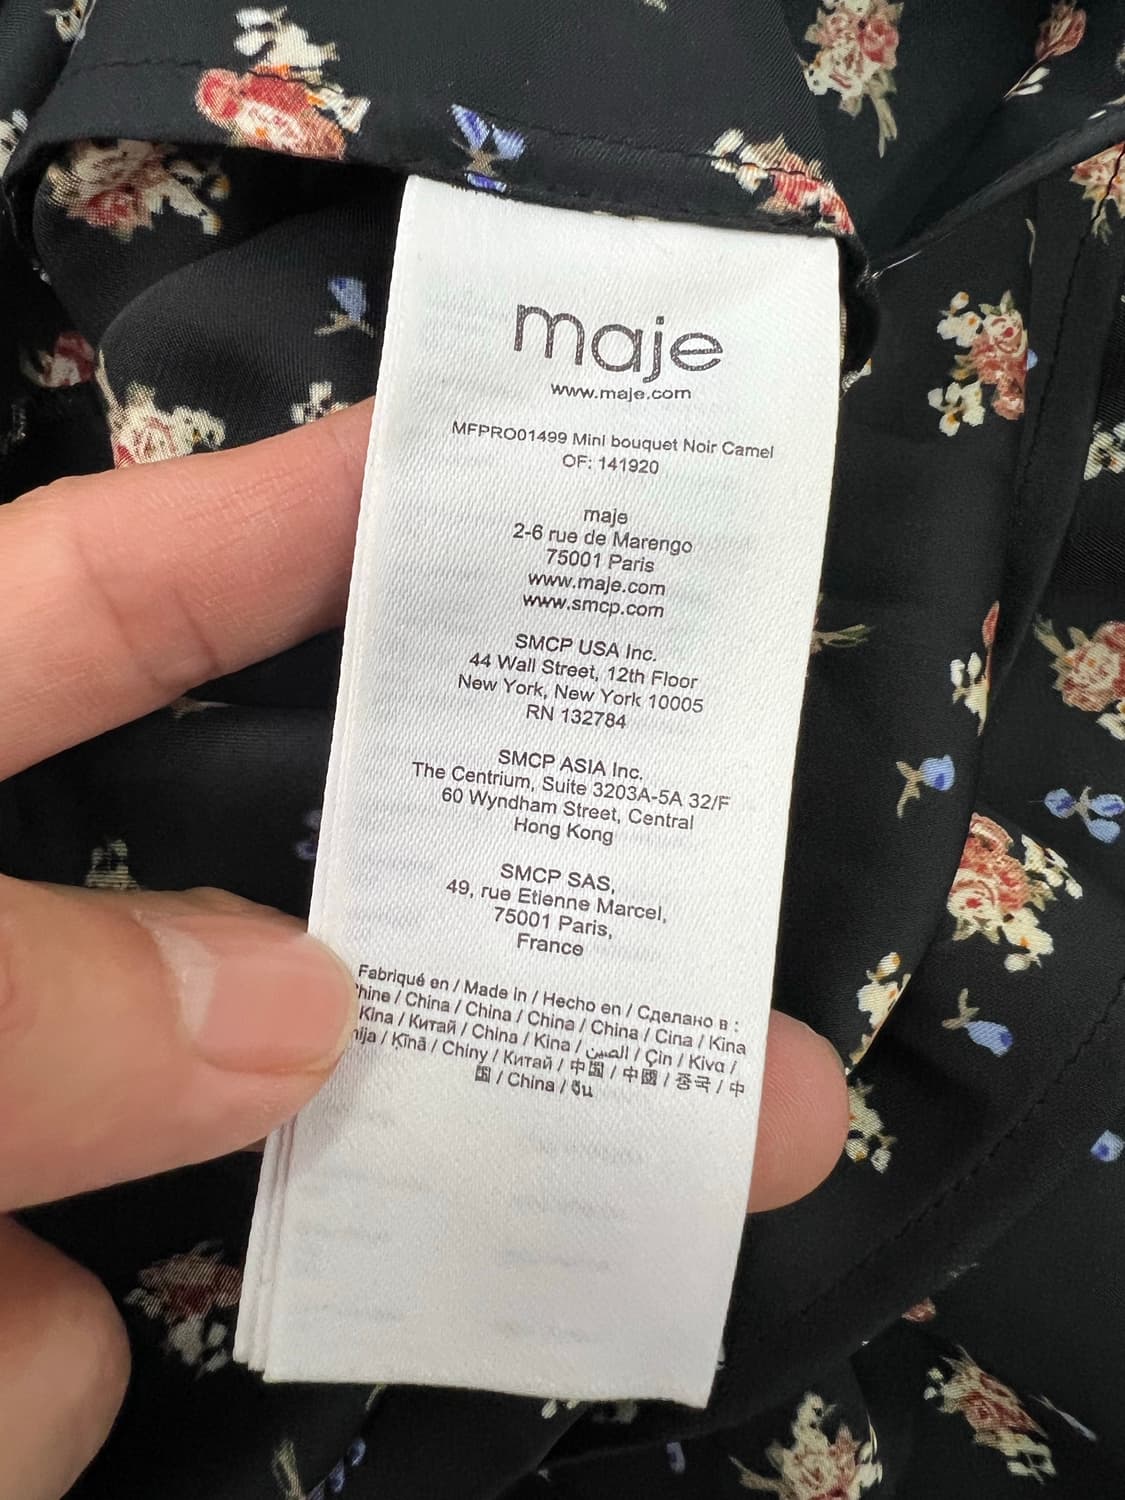 maje
www.maje.com
MFPRO01499 Mini bouquet Noir Camel
OF: 141920
maje
2-6 rue de Marengo
75001 Paris
www.maje.com
www.smcp.com
SMCP USA Inc.
44 Wall Street, 12th Floor
New York, New York 10005
RN 132784
SMCP ASIA Inc.
The Centrium, Suite 3203A-5A 32/F
60 Wyndham Street, Central
Hong Kong
SMCP SAS,
49, rue Etienne Marcel,
75001 Paris,
France
Fabriqué en / Made in / Hecho en / Сделано в :
/ China / China / China / China / Cina / Kina
Kina / Китай / China / Kina / الصين / Çin / Κίνα /
/ Ķīnā / Chiny / Китай / 中国 / 中國 / 중국 / 中
国 / China / จีน